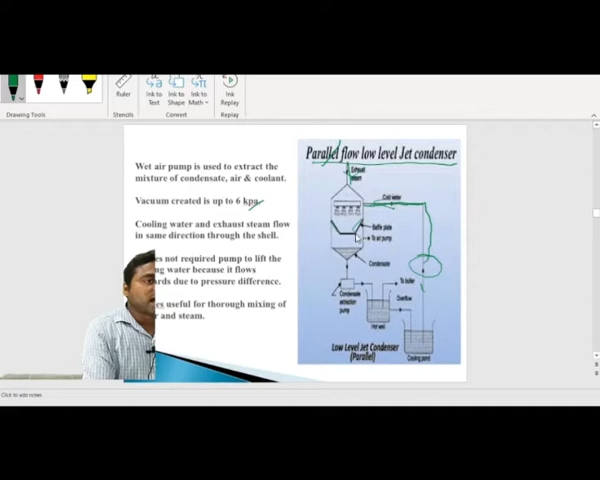 Ruler
Ink to
Text
Ink to
Shape
Ink to
Math
Ink
Replay
Drawing Tools
Stencils
Convert
Replay
Wet air pump is used to extract the
mixture of condensate, air & coolant.
Vacuum created is up to 6 kpa
Cooling water and exhaust steam flow
in same direction through the shell.
not required pump to lift the
water because it flows
due to pressure difference.
useful for thorough mixing of
and steam.
Parallel flow low level Jet condenser
Exhaust
steam
Cold water
Baffle plate
To air pump
Condensate
To boiler
Overflow
Condensate
extraction
pump
Hot well
Low Level Jet Condenser
(Parallel)
Cooling pond
Click to add notes